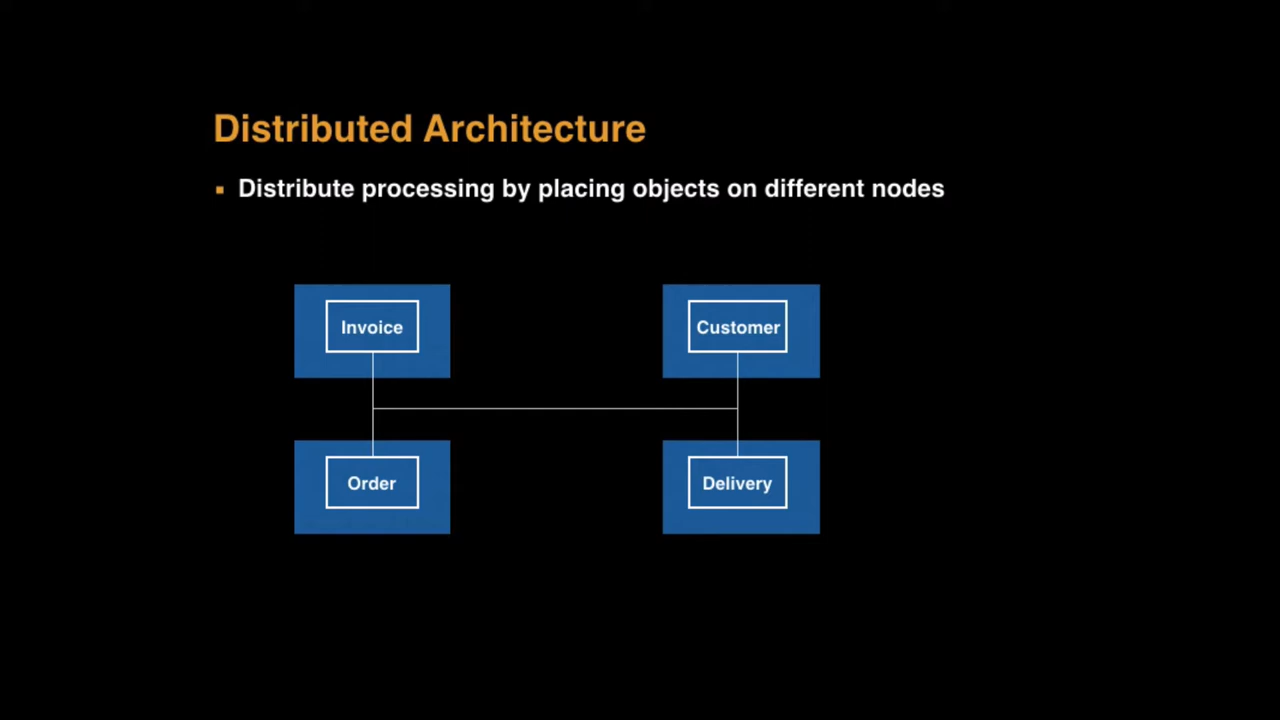 Distributed Architecture
▪ Distribute processing by placing objects on different nodes
Invoice
Customer
Order
Delivery